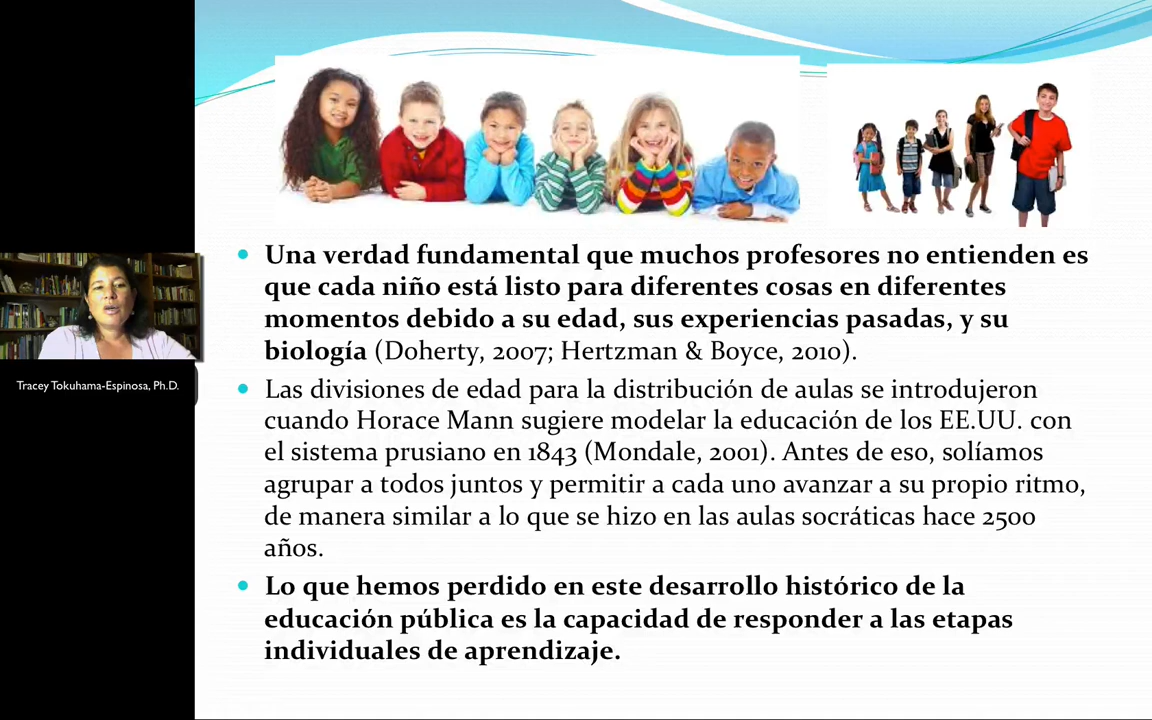 Una verdad fundamental que muchos profesores no entienden es
que cada niño está listo para diferentes cosas en diferentes
momentos debido a su edad, sus experiencias pasadas, y su
biología (Doherty, 2007; Hertzman & Boyce, 2010).
Tracey Tokuhama-Espinosa, Ph.D.
Las divisiones de edad para la distribución de aulas se introdujeron
cuando Horace Mann sugiere modelar la educación de los EE.UU. con
el sistema prusiano en 1843 (Mondale, 2001). Antes de eso, solíamos
agrupar a todos juntos y permitir a cada uno avanzar a su propio ritmo,
de manera similar a lo que se hizo en las aulas socráticas hace 2500
años.
Lo que hemos perdido en este desarrollo histórico de la
educación pública es la capacidad de responder a las etapas
individuales de aprendizaje.